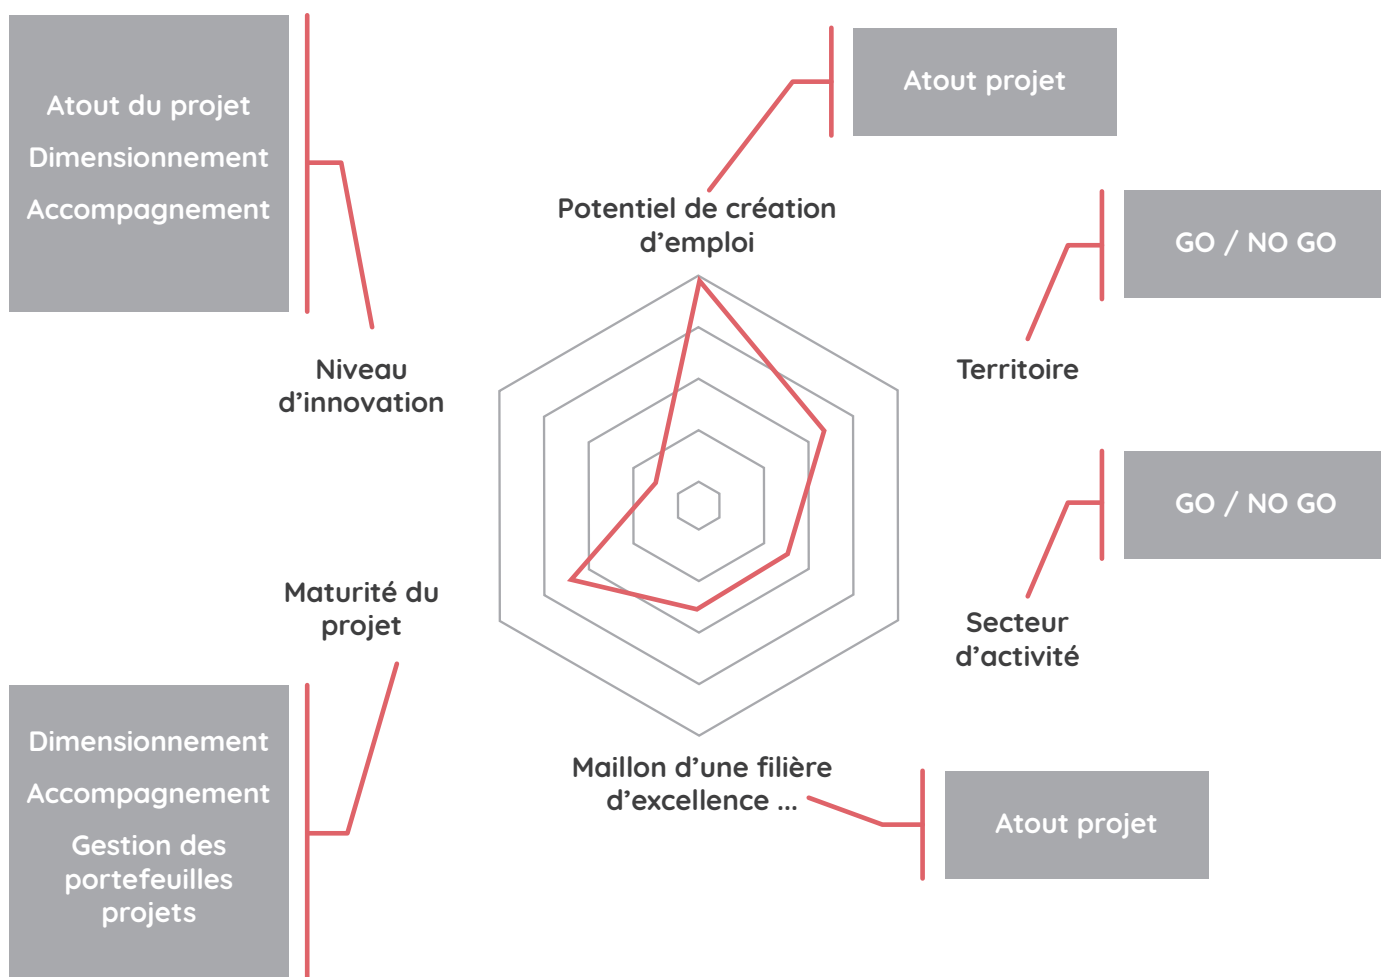 Atout du projet
Dimensionnement
Accompagnement
Atout projet
Potentiel de création
d'emploi
GO / NO GO
Niveau
d'innovation
Territoire
GO / NO GO
Maturité du
projet
Secteur
d'activité
Dimensionnement
Accompagnement
Gestion des
portefeuilles
projets
Maillon d'une filière
d'excellence ...
Atout projet